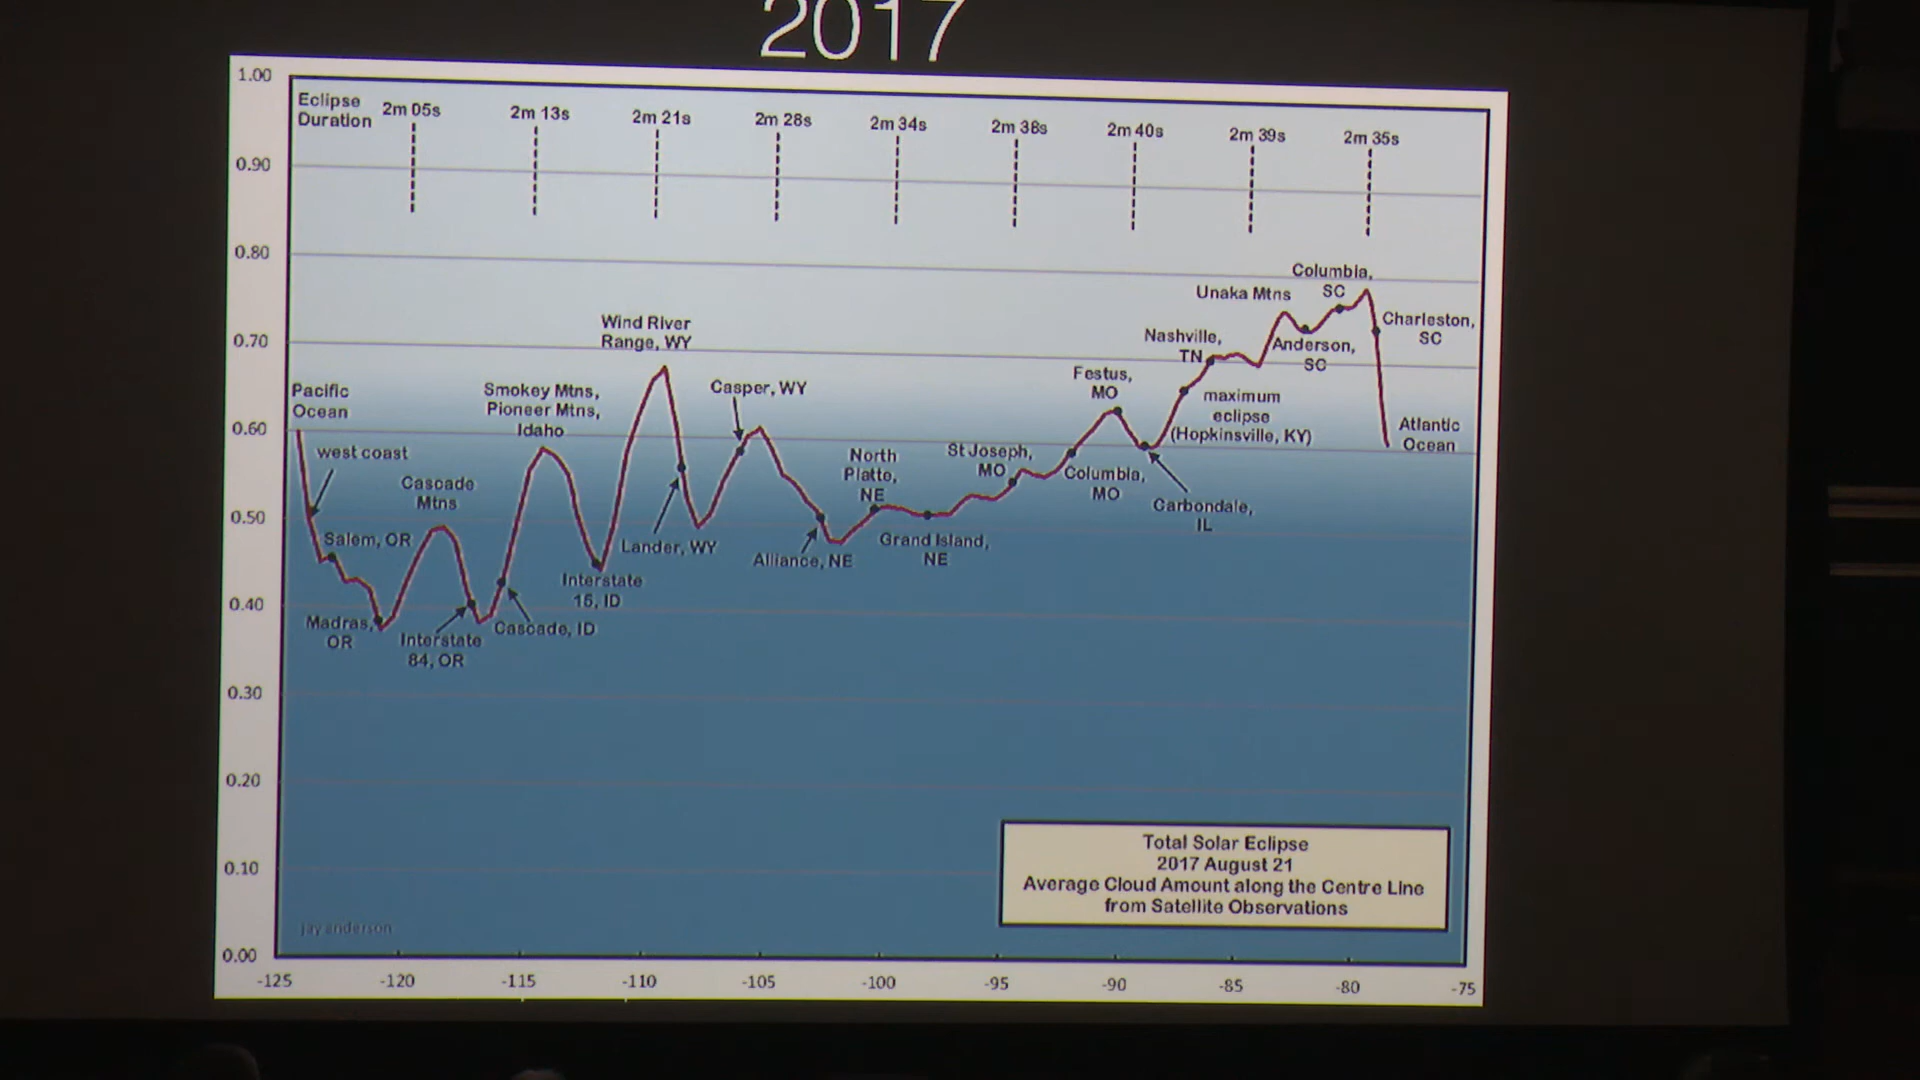 2017
1.00
0.90
0.80
0.70
0.60
0.50
0.40
0.30
0.20
0.10
0.00
Eclipse
Duration
2m 05s
2m 13s
2m 21s
2m 28s
2m 34s
2m 38s
2m 40s
2m 39s
2m 35s
Pacific
Ocean
west coast
Salem, OR
Madras,
OR
Cascade
Mtns
Interstate
84, OR
Cascade, ID
Smokey Mtns,
Pioneer Mtns,
Idaho
Interstate
15, ID
Wind River
Range, WY
Lander, WY
Casper, WY
Alliance, NE
North
Platto,
NE
Grand Island,
NE
St Joseph,
MO
Columbia,
MO
Festus,
MO
Carbondale,
IL
maximum
eclipse
(Hopkinsville, KY)
Nashville,
TN
Unaka Mtns
Anderson,
SC
Columbia,
SC
Charleston,
SC
Atlantic
Ocean
Total Solar Eclipse
2017 August 21
Average Cloud Amount along the Centre Line
from Satellite Observations
jay anderson
-125
-120
-115
-110
-105
-100
-95
-90
-85
-80
-75